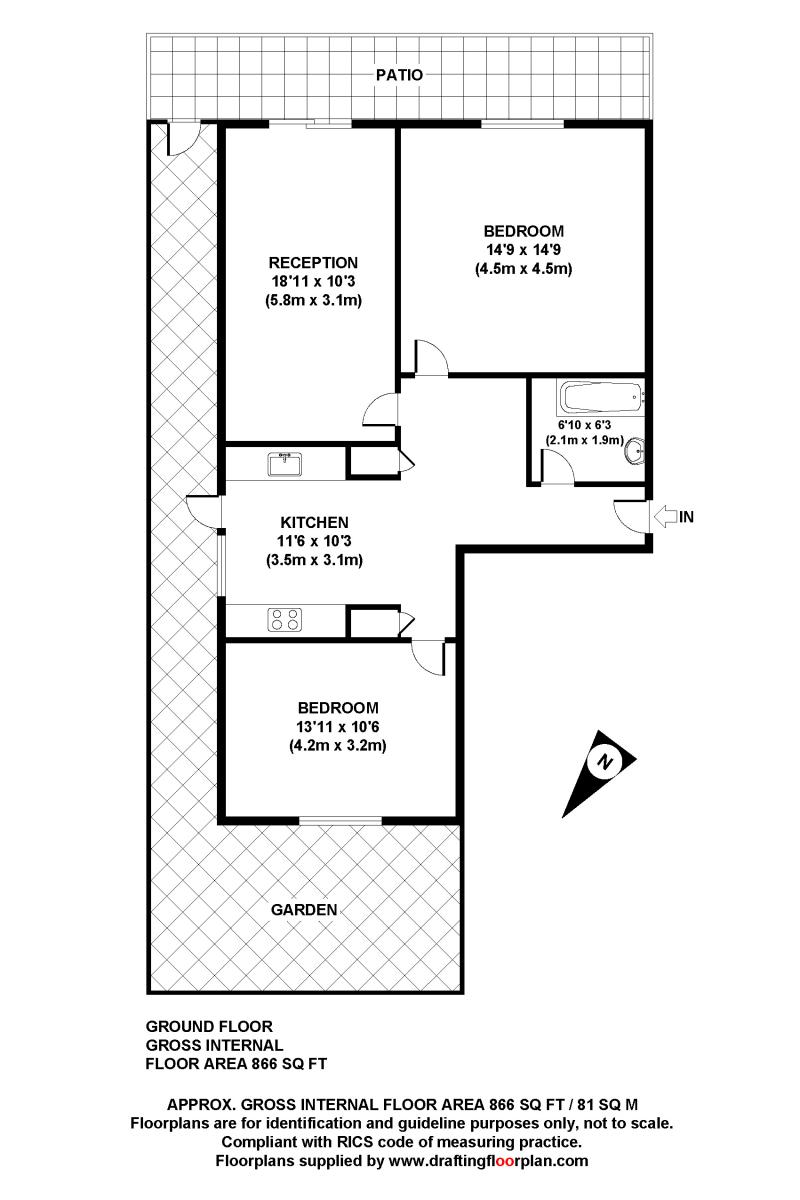 PATIO
BEDROOM
14'9 x 14'9
(4.5m x 4.5m)
RECEPTION
18'11 x 10'3
(5.8m x 3.1m)
6'10 x 6'3
(2.1m x 1.9m)
KITCHEN
11'6 x 10'3
(3.5m x 3.1m)
IN
BEDROOM
13'11 x 10'6
(4.2m x 3.2m)
N
GARDEN
GROUND FLOOR
GROSS INTERNAL
FLOOR AREA 866 SQ FT
APPROX. GROSS INTERNAL FLOOR AREA 866 SQ FT / 81 SQ M
Floorplans are for identification and guideline purposes only, not to scale.
Compliant with RICS code of measuring practice.
Floorplans supplied by www.draftingfloorplan.com